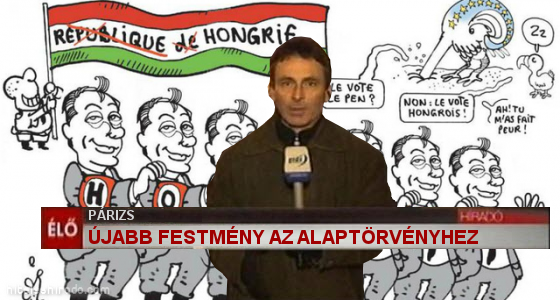 REPUBLIQUE de HONGRIE
Zz
LE VOTE
LE PEN?
NON: LE VOTE
HONGROIS!
AH! TU
M'AS FAIT
PEUR!
H O
PÁRIZS
HÍRADÓ
ÉLŐ
ÚJABB FESTMÉNY AZ ALAPTÖRVÉNYHEZ